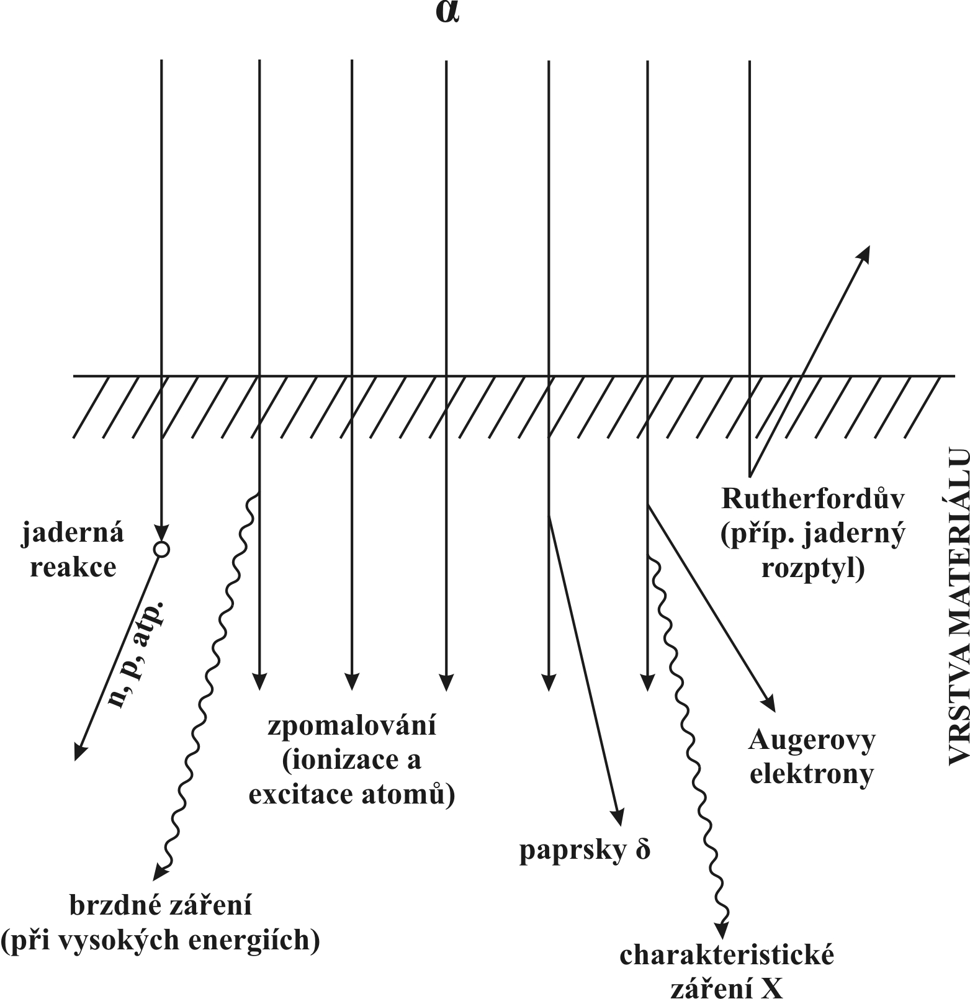 α
jaderná
reakce
n, p, atp.
brzdné záření
(při vysokých energiích)
zpomalování
(ionizace a
excitace atomů)
paprsky δ
charakteristické
záření X
Augerovy
elektrony
Rutherfordův
(příp. jaderný
rozptyl)
VRSTVA MATERIÁLU